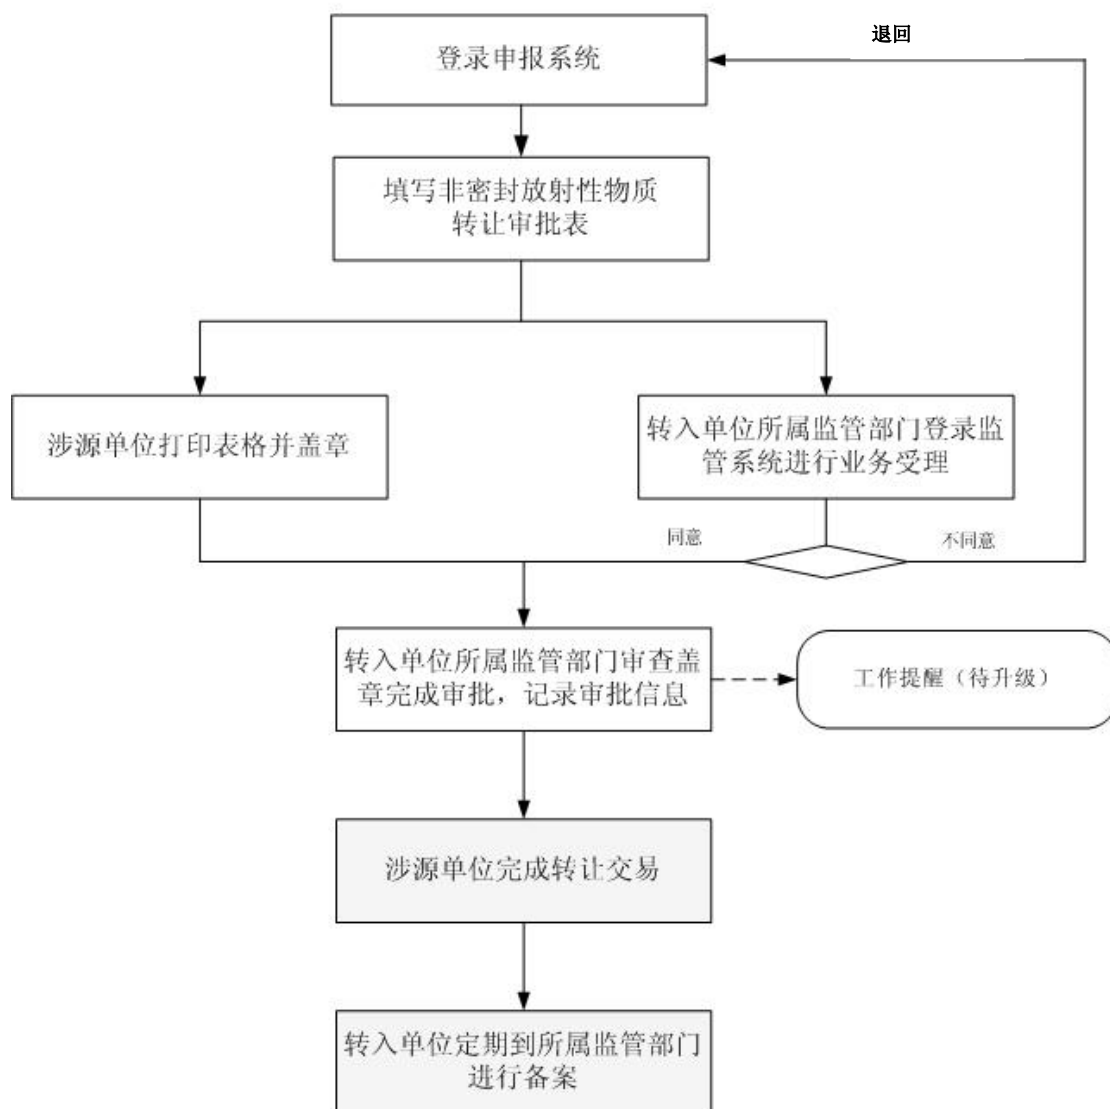 退回
登录申报系统
填写非密封放射性物质
转让审批表
涉源单位打印表格并盖章
转入单位所属监管部门登录监
管系统进行业务受理
同意
不同意
转入单位所属监管部门审查盖
章完成审批，记录审批信息
工作提醒（待升级）
涉源单位完成转让交易
转入单位定期到所属监管部门
进行备案